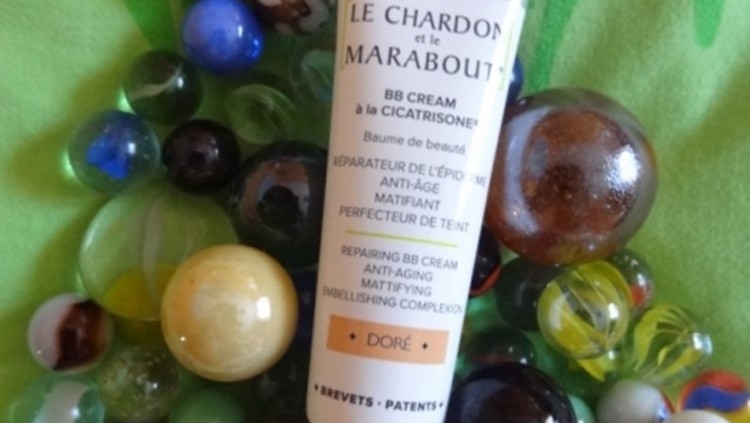 LE CHARDON
et le
MARABOUT
BB CREAM
à la CICATRISONE
Baume de beauté
RÉPARATEUR DE L'ÉPIDERME
ANTI-ÂGE
MATIFIANT
PERFECTEUR DE TEINT
REPAIRING BB CREAM
ANTI-AGING
MATTIFYING
EMBELLISHING COMPLEXION
DORÉ
BREVETS · PATENTS